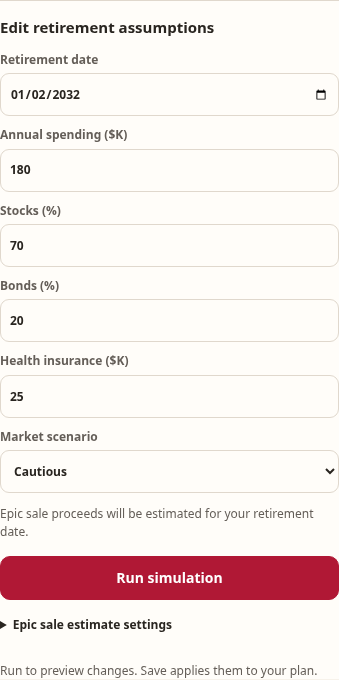 Edit retirement assumptions
Retirement date
01/02/2032
Annual spending ($K)
180
Stocks (%)
70
Bonds (%)
20
Health insurance ($K)
25
Market scenario
Cautious
Epic sale proceeds will be estimated for your retirement
date.
Run simulation
Epic sale estimate settings
Run to preview changes. Save applies them to your plan.